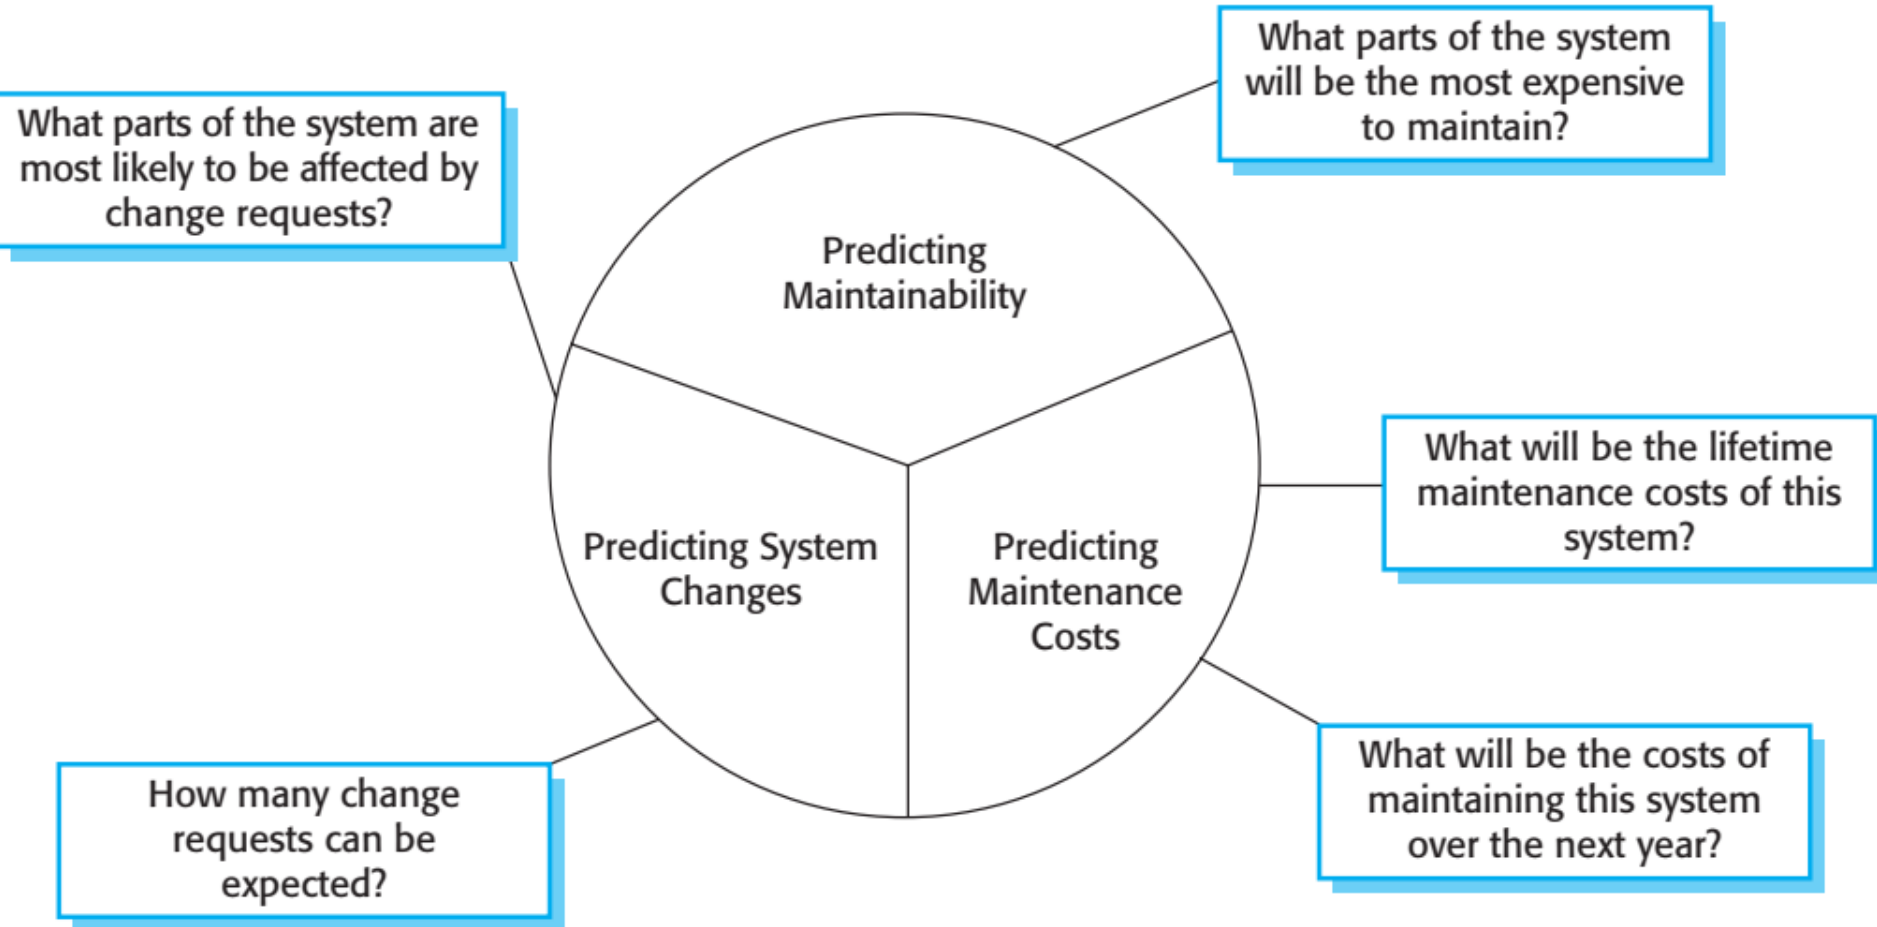 What parts of the system
will be the most expensive
to maintain?
What parts of the system are
most likely to be affected by
change requests?
Predicting
Maintainability
What will be the lifetime
maintenance costs of this
system?
Predicting System
Changes
Predicting
Maintenance
Costs
What will be the costs of
maintaining this system
over the next year?
How many change
requests can be
expected?